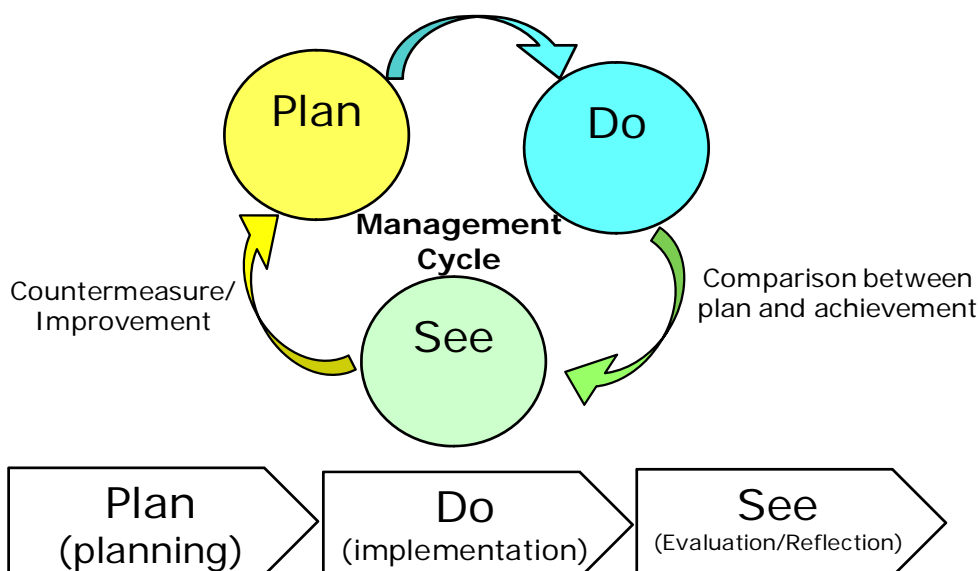 Plan
Do
Management
Cycle
Countermeasure/
Improvement
Comparison between
plan and achievement
See
Plan
(planning)
Do
(implementation)
See
(Evaluation/Reflection)